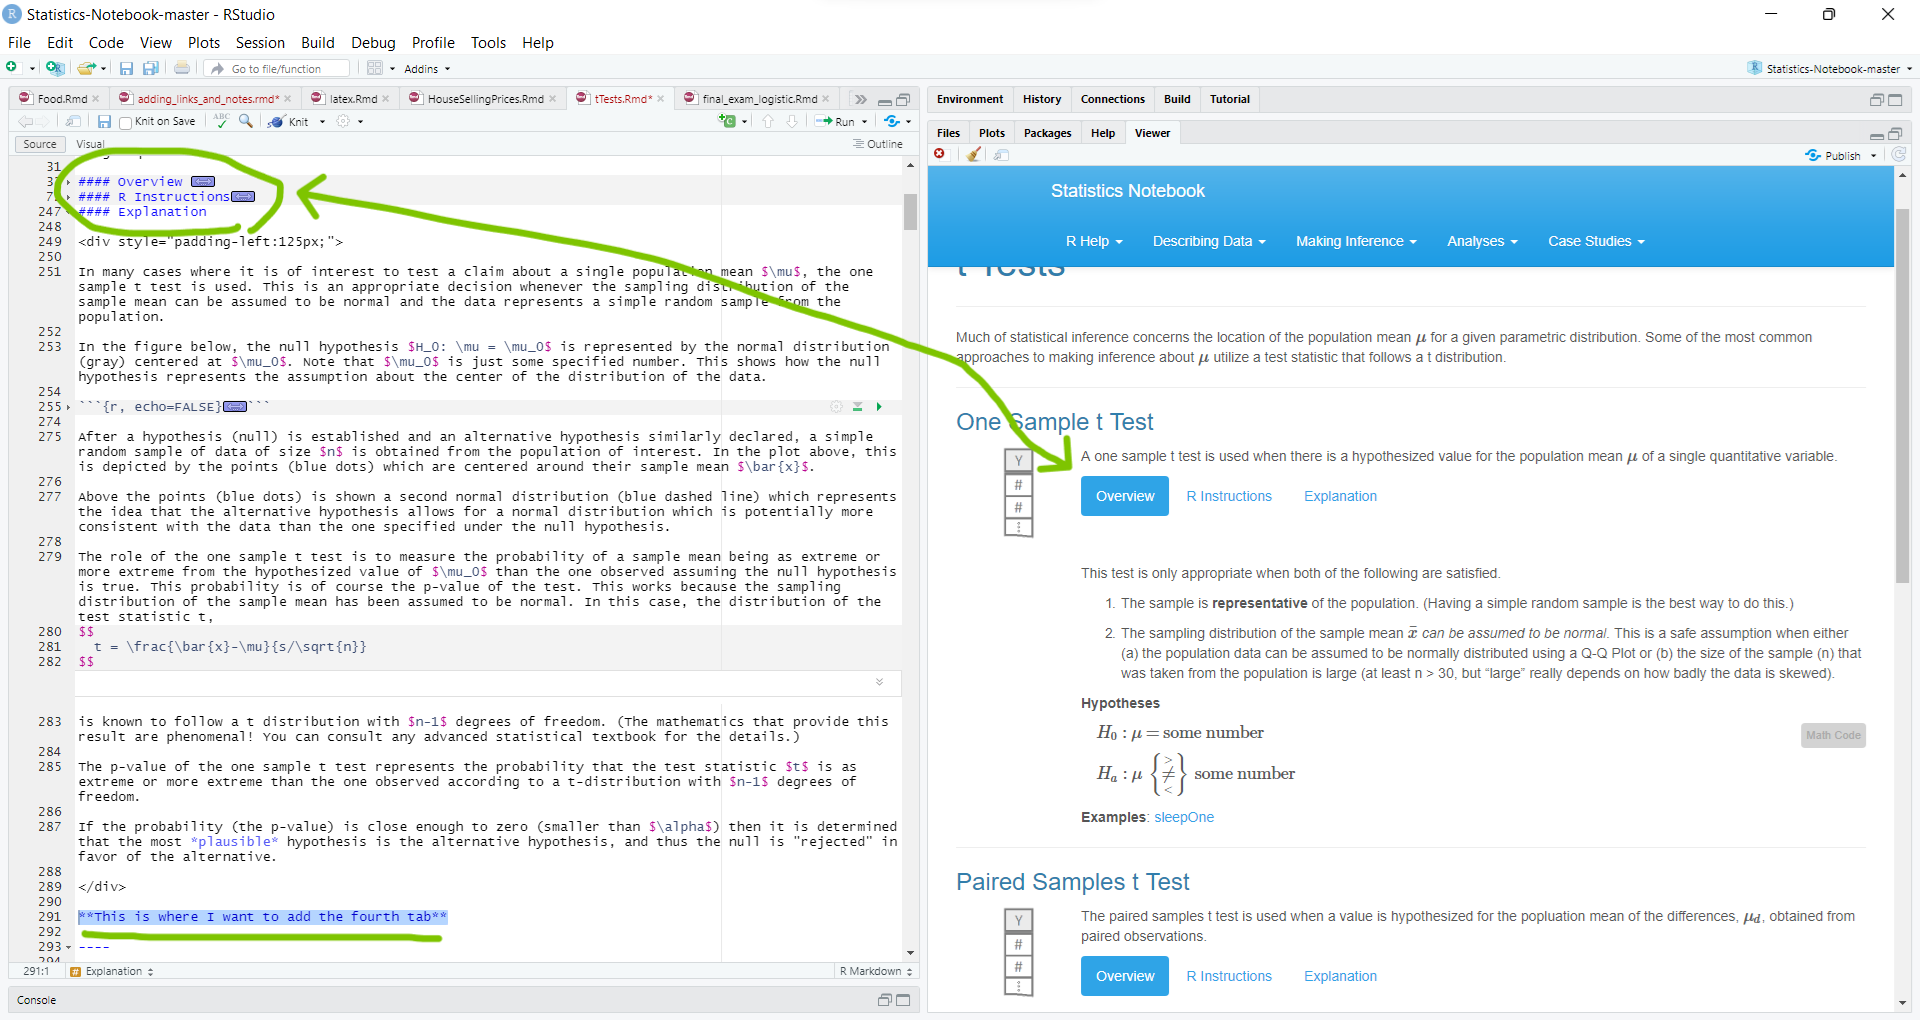 Statistics-Notebook-master - RStudio
File Edit Code View Plots Session Build Debug Profile Tools Help
Go to file/function Addins Statistics-Notebook-master
Food.Rmd adding_links_and_notes.rmd* latex.Rmd HouseSellingPrices.Rmd tTests.Rmd* final_exam_logistic.Rmd
Knit on Save ABC Knit Run
Source Visual Outline
31
#### Overview
#### R Instructions
247 #### Explanation
248
249 <div style="padding-left:125px;">
250
251 In many cases where it is of interest to test a claim about a single population mean $\mu$, the one
sample t test is used. This is an appropriate decision whenever the sampling distribution of the
sample mean can be assumed to be normal and the data represents a simple random sample from the
population.
252
253 In the figure below, the null hypothesis $H_0: \mu = \mu_0$ is represented by the normal distribution
(gray) centered at $\mu_0$. Note that $\mu_0$ is just some specified number. This shows how the null
hypothesis represents the assumption about the center of the distribution of the data.
254
255 ```{r, echo=FALSE}```
274
275 After a hypothesis (null) is established and an alternative hypothesis similarly declared, a simple
random sample of data of size $n$ is obtained from the population of interest. In the plot above, this
is depicted by the points (blue dots) which are centered around their sample mean $\bar{x}$.
276
277 Above the points (blue dots) is shown a second normal distribution (blue dashed line) which represents
the idea that the alternative hypothesis allows for a normal distribution which is potentially more
consistent with the data than the one specified under the null hypothesis.
278
279 The role of the one sample t test is to measure the probability of a sample mean being as extreme or
more extreme from the hypothesized value of $\mu_0$ than the one observed assuming the null hypothesis
is true. This probability is of course the p-value of the test. This works because the sampling
distribution of the sample mean has been assumed to be normal. In this case, the distribution of the
test statistic t,
280 $$
281 t = \frac{\bar{x}-\mu}{s/\sqrt{n}}
282 $$
283 is known to follow a t distribution with $n-1$ degrees of freedom. (The mathematics that provide this
result are phenomenal! You can consult any advanced statistical textbook for the details.)
284
285 The p-value of the one sample t test represents the probability that the test statistic $t$ is as
extreme or more extreme than the one observed according to a t-distribution with $n-1$ degrees of
freedom.
286
287 If the probability (the p-value) is close enough to zero (smaller than $\alpha$) then it is determined
that the most *plausible* hypothesis is the alternative hypothesis, and thus the null is "rejected" in
favor of the alternative.
288
289 </div>
290
291 **This is where I want to add the fourth tab**
292
293 ----
294
291:1 # Explanation R Markdown
Console
Environment History Connections Build Tutorial
Files Plots Packages Help Viewer
Publish
Statistics Notebook
R Help Describing Data Making Inference Analyses Case Studies
t Tests
Much of statistical inference concerns the location of the population mean μ for a given parametric distribution. Some of the most common
approaches to making inference about μ utilize a test statistic that follows a t distribution.
One Sample t Test
Y
#
#
⋮
A one sample t test is used when there is a hypothesized value for the population mean μ of a single quantitative variable.
Overview R Instructions Explanation
This test is only appropriate when both of the following are satisfied.
1. The sample is representative of the population. (Having a simple random sample is the best way to do this.)
2. The sampling distribution of the sample mean x̄ can be assumed to be normal. This is a safe assumption when either
(a) the population data can be assumed to be normally distributed using a Q-Q Plot or (b) the size of the sample (n) that
was taken from the population is large (at least n > 30, but “large” really depends on how badly the data is skewed).
Hypotheses
H₀ : μ = some number
Math Code
Hₐ : μ { > ≠ < } some number
Examples: sleepOne
Paired Samples t Test
Y
#
#
⋮
The paired samples t test is used when a value is hypothesized for the popluation mean of the differences, μd, obtained from
paired observations.
Overview R Instructions Explanation